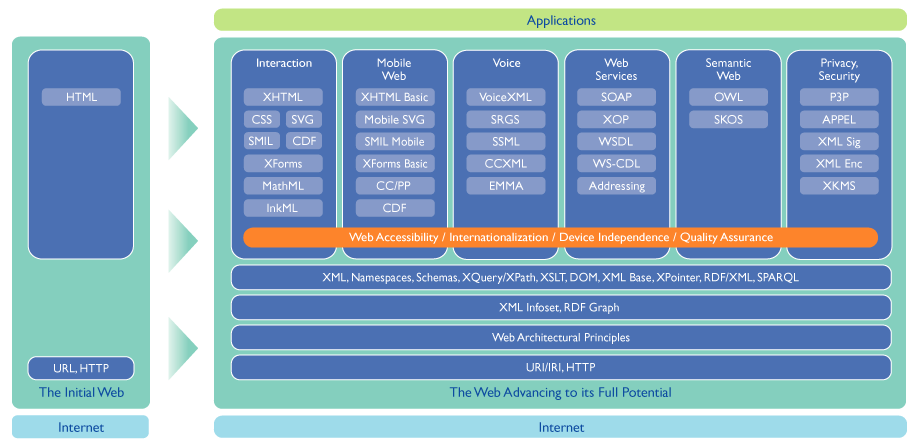 Applications
HTML
URL, HTTP
The Initial Web
Internet
Interaction
XHTML
CSS SVG
SMIL CDF
XForms
MathML
InkML
Mobile
Web
XHTML Basic
Mobile SVG
SMIL Mobile
XForms Basic
CC/PP
CDF
Voice
VoiceXML
SRGS
SSML
CCXML
EMMA
Web
Services
SOAP
XOP
WSDL
WS-CDL
Addressing
Semantic
Web
OWL
SKOS
Privacy,
Security
P3P
APPEL
XML Sig
XML Enc
XKMS
Web Accessibility / Internationalization / Device Independence / Quality Assurance
XML, Namespaces, Schemas, XQuery/XPath, XSLT, DOM, XML Base, XPointer, RDF/XML, SPARQL
XML Infoset, RDF Graph
Web Architectural Principles
URI/IRI, HTTP
The Web Advancing to its Full Potential
Internet